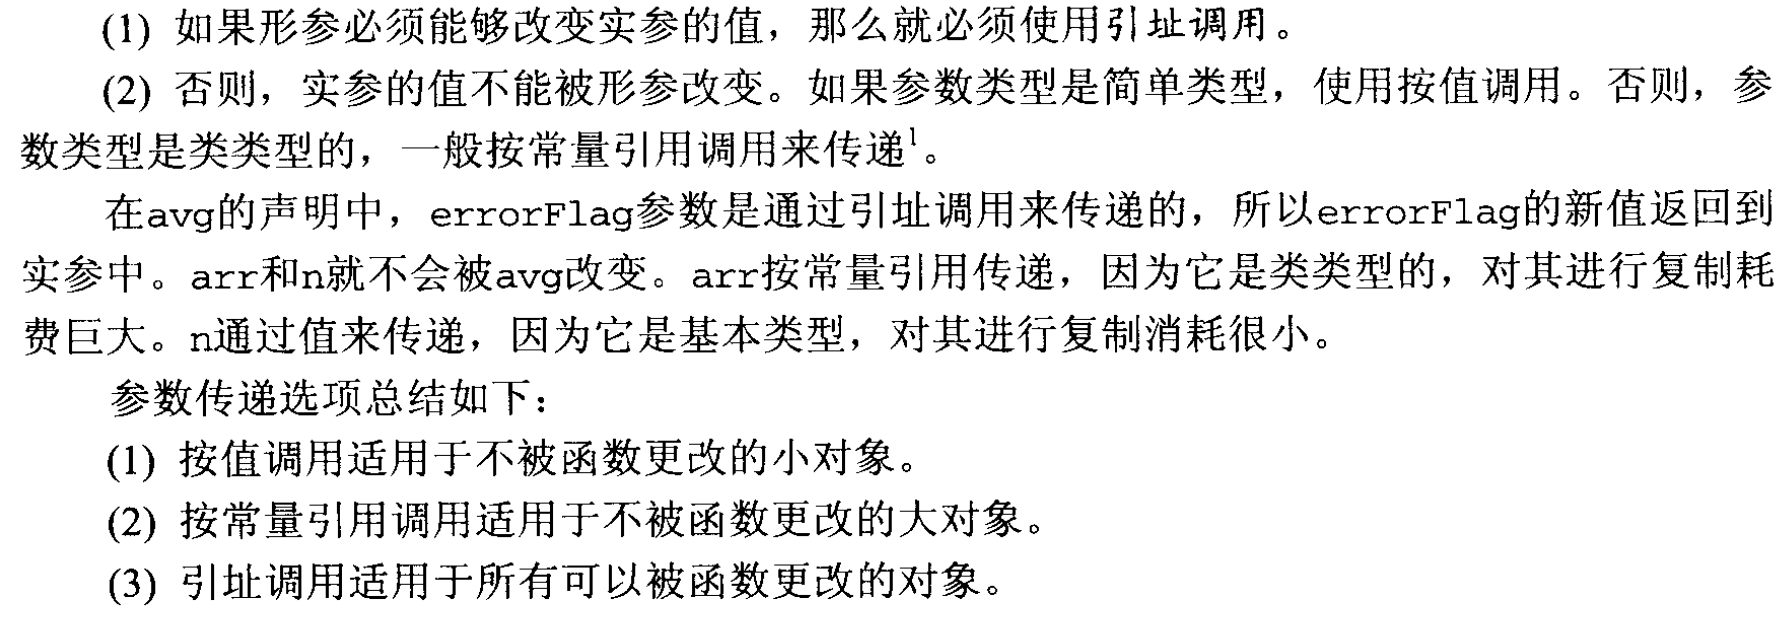 (1) 如果形参必须能够改变实参的值，那么就必须使用引址调用。
(2) 否则，实参的值不能被形参改变。如果参数类型是简单类型，使用按值调用。否则，参
数类型是类类型的，一般按常量引用调用来传递1。
在avg的声明中，errorFlag参数是通过引址调用来传递的，所以errorFlag的新值返回到
实参中。arr和n就不会被avg改变。arr按常量引用传递，因为它是类类型的，对其进行复制耗
费巨大。n通过值来传递，因为它是基本类型，对其进行复制消耗很小。
参数传递选项总结如下：
(1) 按值调用适用于不被函数更改的小对象。
(2) 按常量引用调用适用于不被函数更改的大对象。
(3) 引址调用适用于所有可以被函数更改的对象。